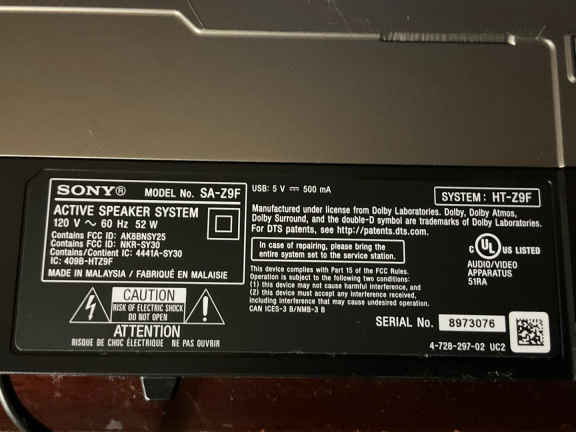 SONY® MODEL No. SA-Z9F
ACTIVE SPEAKER SYSTEM
120 V ~ 60 Hz 52 W
Contains FCC ID: AK8BNSY25
Contains FCC ID: NKR-SY30
Contains/Contient IC: 4441A-SY30
IC: 409B-HTZ9F
MADE IN MALAYSIA / FABRIQUÉ EN MALAISIE
CAUTION
RISK OF ELECTRIC SHOCK
DO NOT OPEN
ATTENTION
RISQUE DE CHOC ÉLECTRIQUE NE PAS OUVRIR
USB: 5 V ⎓ 500 mA
SYSTEM: HT-Z9F
Manufactured under license from Dolby Laboratories. Dolby, Dolby Atmos,
Dolby Surround, and the double-D symbol are trademarks of Dolby Laboratories.
For DTS patents, see http://patents.dts.com.
In case of repairing, please bring the
entire system set to the service station.
This device complies with Part 15 of the FCC Rules.
Operation is subject to the following two conditions:
(1) this device may not cause harmful interference, and
(2) this device must accept any interference received,
including interference that may cause undesired operation.
CAN ICES-3 B/NMB-3 B
C UL US LISTED
AUDIO/VIDEO
APPARATUS
51RA
SERIAL No. 8973076
4-728-297-02 UC2